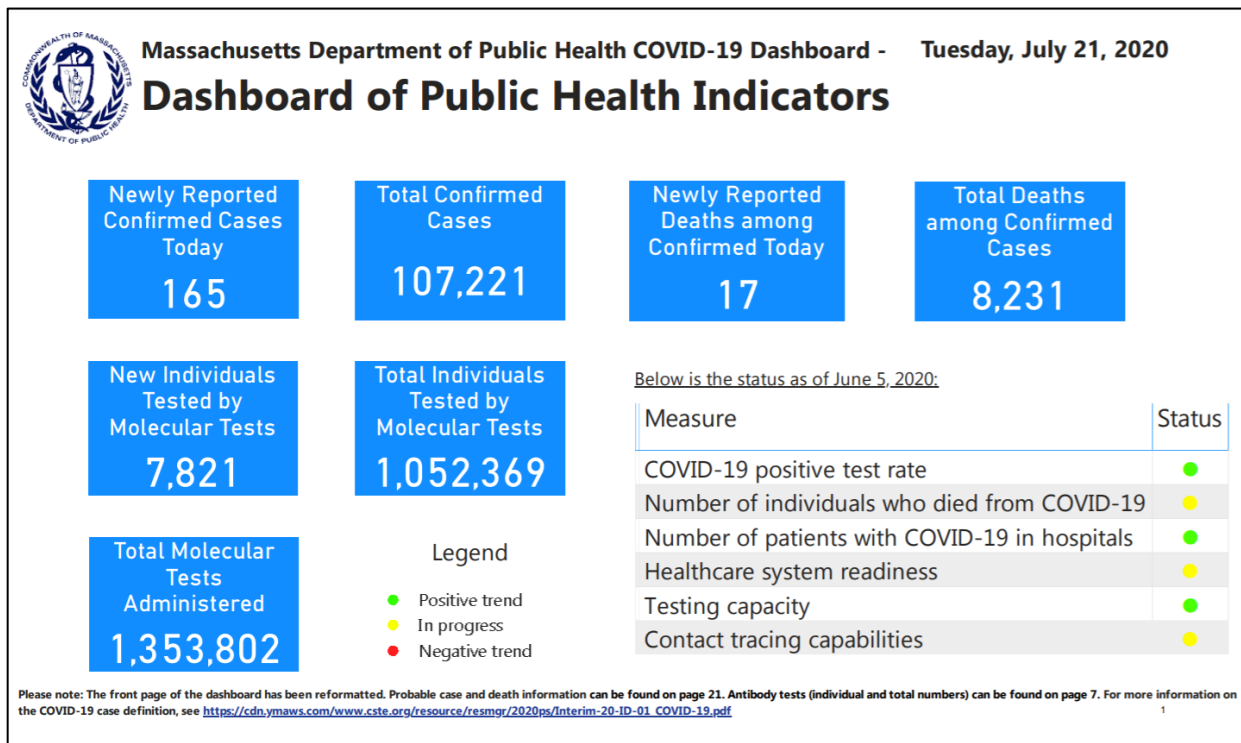 COMMONWEALTH OF MASSACHUSETTS
DEPARTMENT OF PUBLIC HEALTH
Massachusetts Department of Public Health COVID-19 Dashboard - Tuesday, July 21, 2020
Dashboard of Public Health Indicators
Newly Reported
Confirmed Cases
Today
165
Total Confirmed
Cases
107,221
Newly Reported
Deaths among
Confirmed Today
17
Total Deaths
among Confirmed
Cases
8,231
New Individuals
Tested by
Molecular Tests
7,821
Total Individuals
Tested by
Molecular Tests
1,052,369
Total Molecular
Tests
Administered
1,353,802
Legend
Positive trend
In progress
Negative trend
Below is the status as of June 5, 2020:
Measure Status
COVID-19 positive test rate
Number of individuals who died from COVID-19
Number of patients with COVID-19 in hospitals
Healthcare system readiness
Testing capacity
Contact tracing capabilities
Please note: The front page of the dashboard has been reformatted. Probable case and death information can be found on page 21. Antibody tests (individual and total numbers) can be found on page 7. For more information on
the COVID-19 case definition, see https://cdn.ymaws.com/www.cste.org/resource/resmgr/2020ps/Interim-20-ID-01_COVID-19.pdf
1